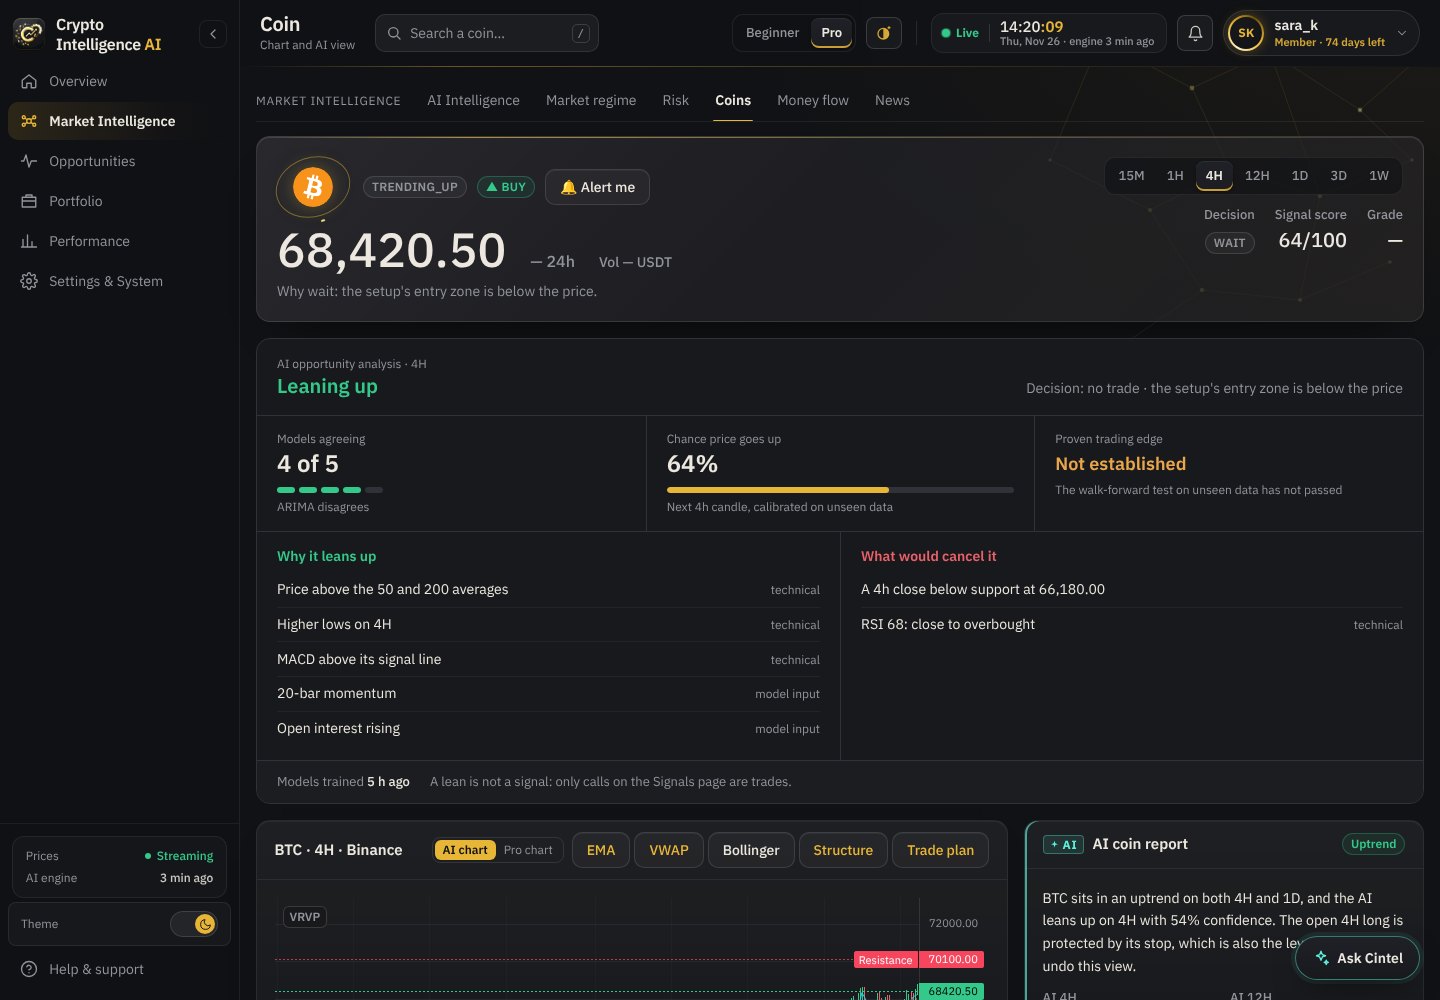 Crypto
Intelligence AI
Coin
Chart and AI view
Search a coin...
/
Beginner
Pro
Live
14:20:09
Thu, Nov 26 · engine 3 min ago
SK
sara_k
Member · 74 days left
Overview
Market Intelligence
Opportunities
Portfolio
Performance
Settings & System
Prices
Streaming
AI engine
3 min ago
Theme
Help & support
MARKET INTELLIGENCE
AI Intelligence
Market regime
Risk
Coins
Money flow
News
TRENDING_UP
▲ BUY
🔔 Alert me
15M
1H
4H
12H
1D
3D
1W
68,420.50
— 24h
Vol — USDT
Decision
WAIT
Signal score
64/100
Grade
—
Why wait: the setup's entry zone is below the price.
AI opportunity analysis · 4H
Leaning up
Decision: no trade · the setup's entry zone is below the price
Models agreeing
4 of 5
ARIMA disagrees
Chance price goes up
64%
Next 4h candle, calibrated on unseen data
Proven trading edge
Not established
The walk-forward test on unseen data has not passed
Why it leans up
Price above the 50 and 200 averages
technical
Higher lows on 4H
technical
MACD above its signal line
technical
20-bar momentum
model input
Open interest rising
model input
What would cancel it
A 4h close below support at 66,180.00
RSI 68: close to overbought
technical
Models trained 5 h ago
A lean is not a signal: only calls on the Signals page are trades.
BTC · 4H · Binance
AI chart
Pro chart
EMA
VWAP
Bollinger
Structure
Trade plan
VRVP
72000.00
Resistance
70100.00
68420.50
✦ AI
AI coin report
Uptrend
BTC sits in an uptrend on both 4H and 1D, and the AI
leans up on 4H with 54% confidence. The open 4H long is
protected by its stop, which is also the
undo this view.
AI 4H
AI 12H
Ask Cintel